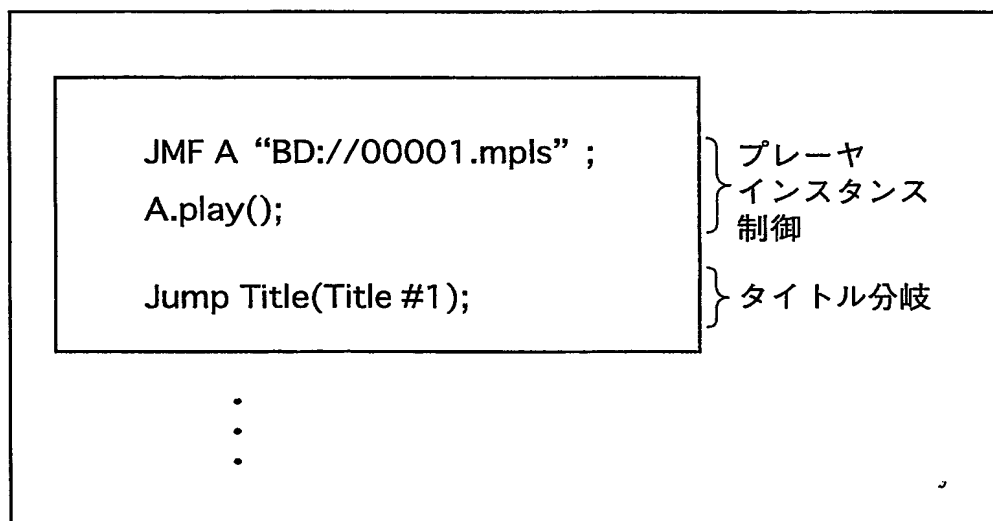 JMF A “BD://00001.mpls” ;
A.play();
プレーヤ
インスタンス
制御
Jump Title(Title #1);
タイトル分岐